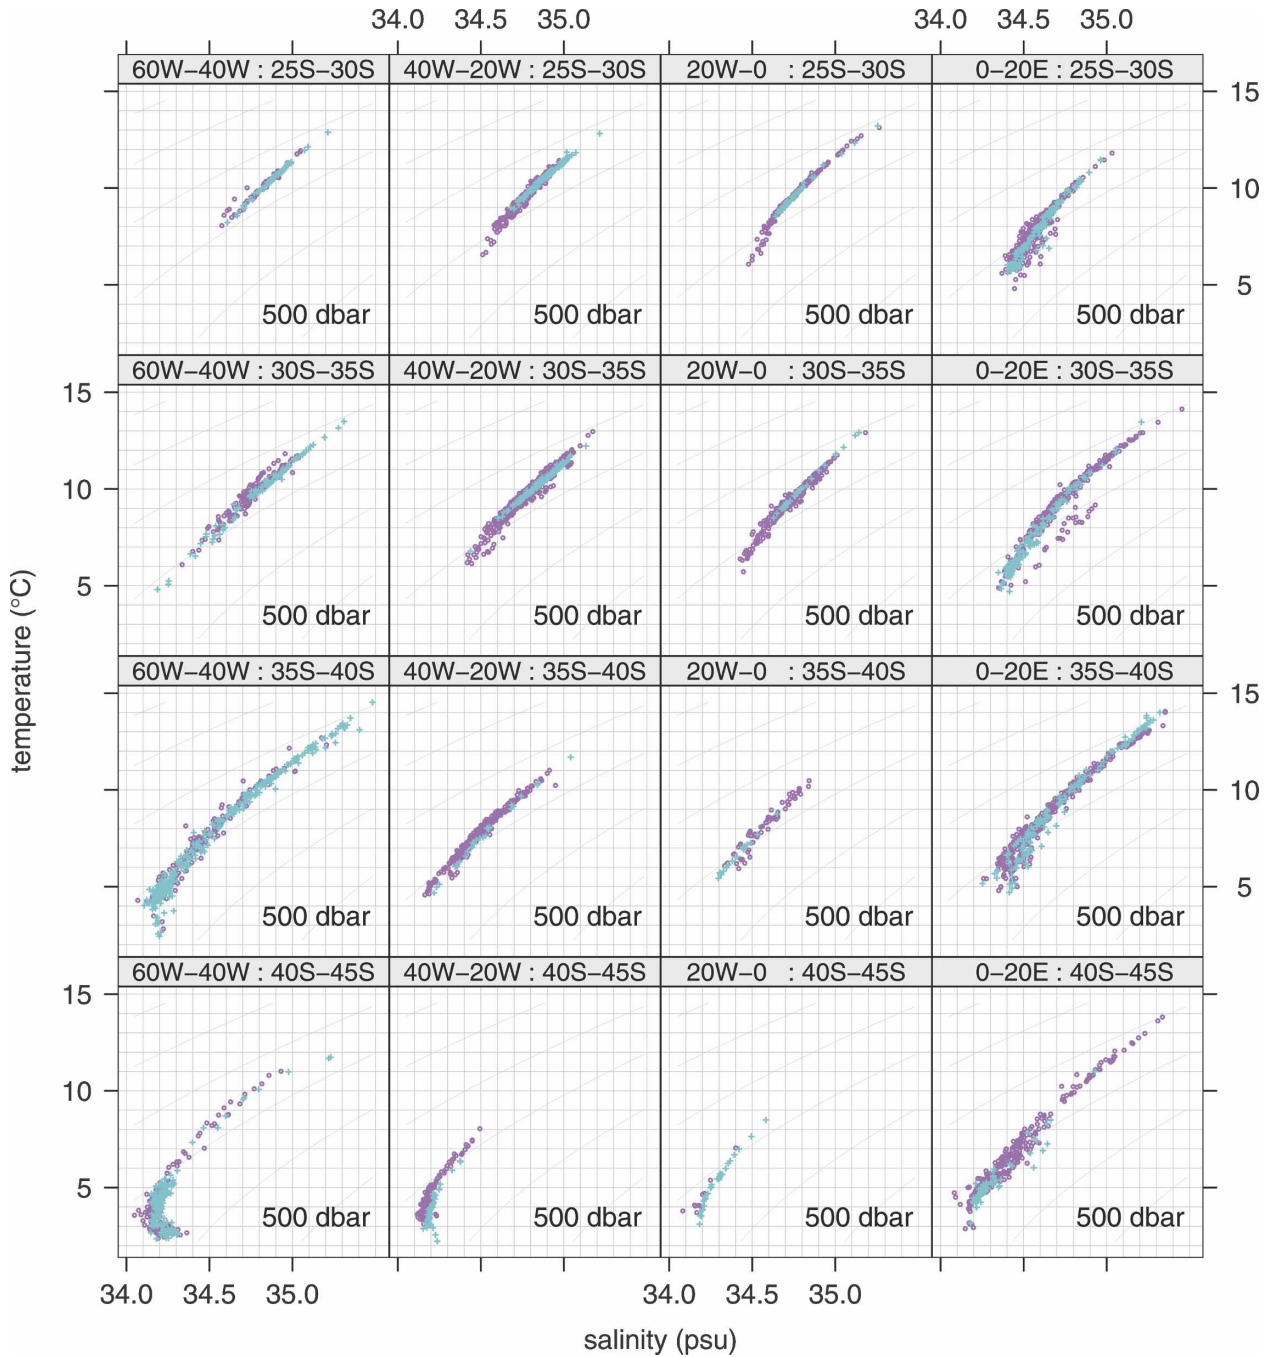 34.0 34.5 35.0 34.0 34.5 35.0
60W−40W : 25S−30S 40W−20W : 25S−30S 20W−0 : 25S−30S 0−20E : 25S−30S
15
10
5
500 dbar 500 dbar 500 dbar 500 dbar
60W−40W : 30S−35S 40W−20W : 30S−35S 20W−0 : 30S−35S 0−20E : 30S−35S
15
10
5
500 dbar 500 dbar 500 dbar 500 dbar
60W−40W : 35S−40S 40W−20W : 35S−40S 20W−0 : 35S−40S 0−20E : 35S−40S
15
10
5
500 dbar 500 dbar 500 dbar 500 dbar
60W−40W : 40S−45S 40W−20W : 40S−45S 20W−0 : 40S−45S 0−20E : 40S−45S
15
10
5
500 dbar 500 dbar 500 dbar 500 dbar
34.0 34.5 35.0 34.0 34.5 35.0
temperature (°C)
salinity (psu)